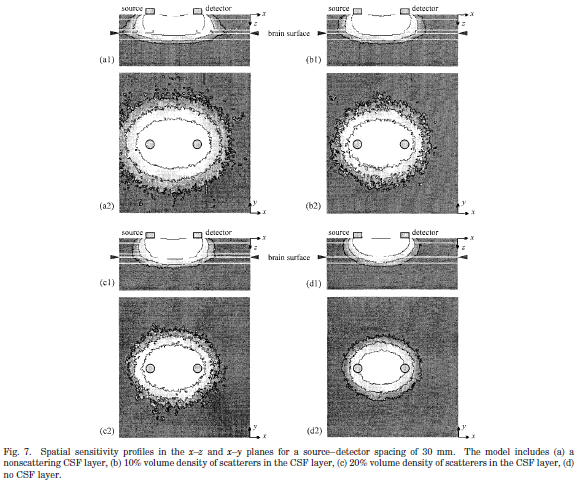 source detector
x
z
brain surface
(a1) (b1)
source detector
x
z
(a2) (b2)
y
x
y
x
source detector
x
z
brain surface
(c1) (d1)
source detector
x
z
(c2) (d2)
y
x
y
x
Fig. 7. Spatial sensitivity profiles in the x–z and x–y planes for a source–detector spacing of 30 mm. The model includes (a) a
nonscattering CSF layer, (b) 10% volume density of scatterers in the CSF layer, (c) 20% volume density of scatterers in the CSF layer, (d)
no CSF layer.